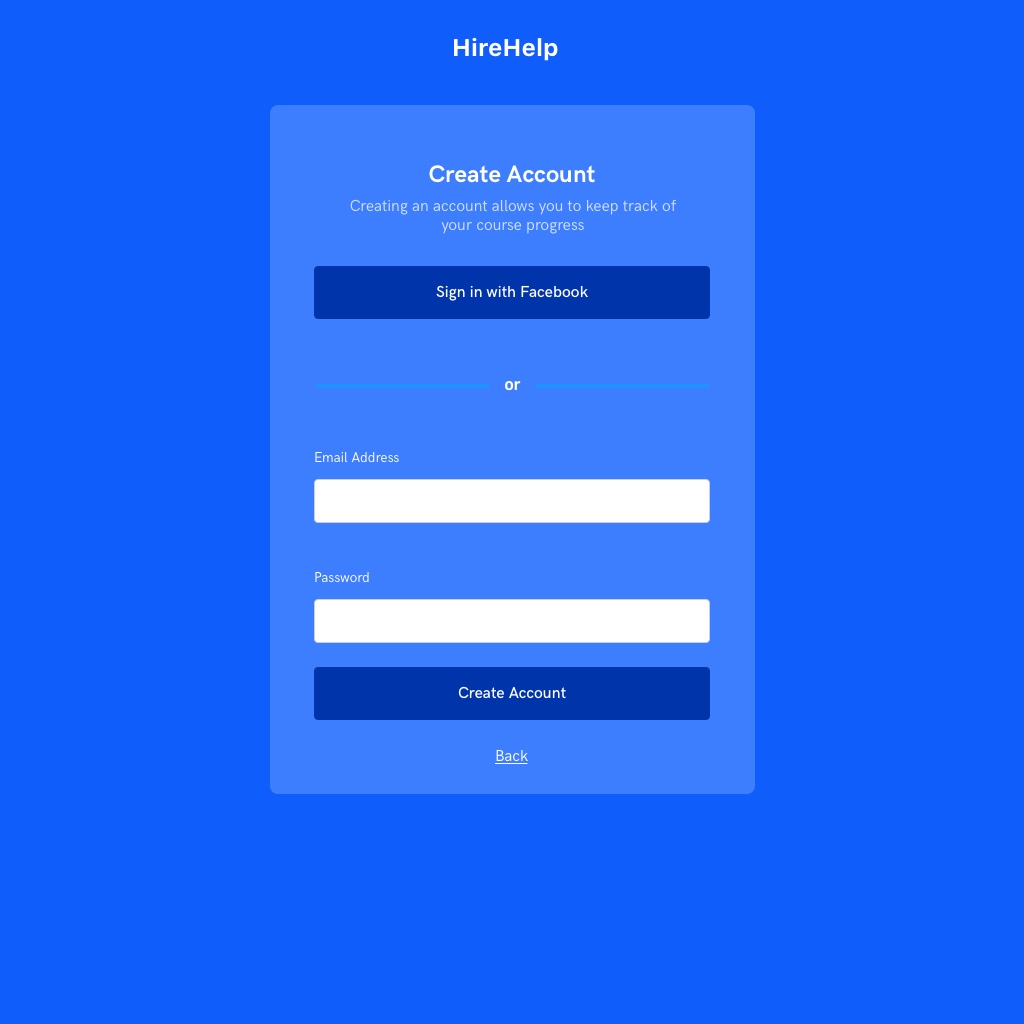 HireHelp
Create Account
Creating an account allows you to keep track of
your course progress
Sign in with Facebook
or
Email Address
Password
Create Account
Back